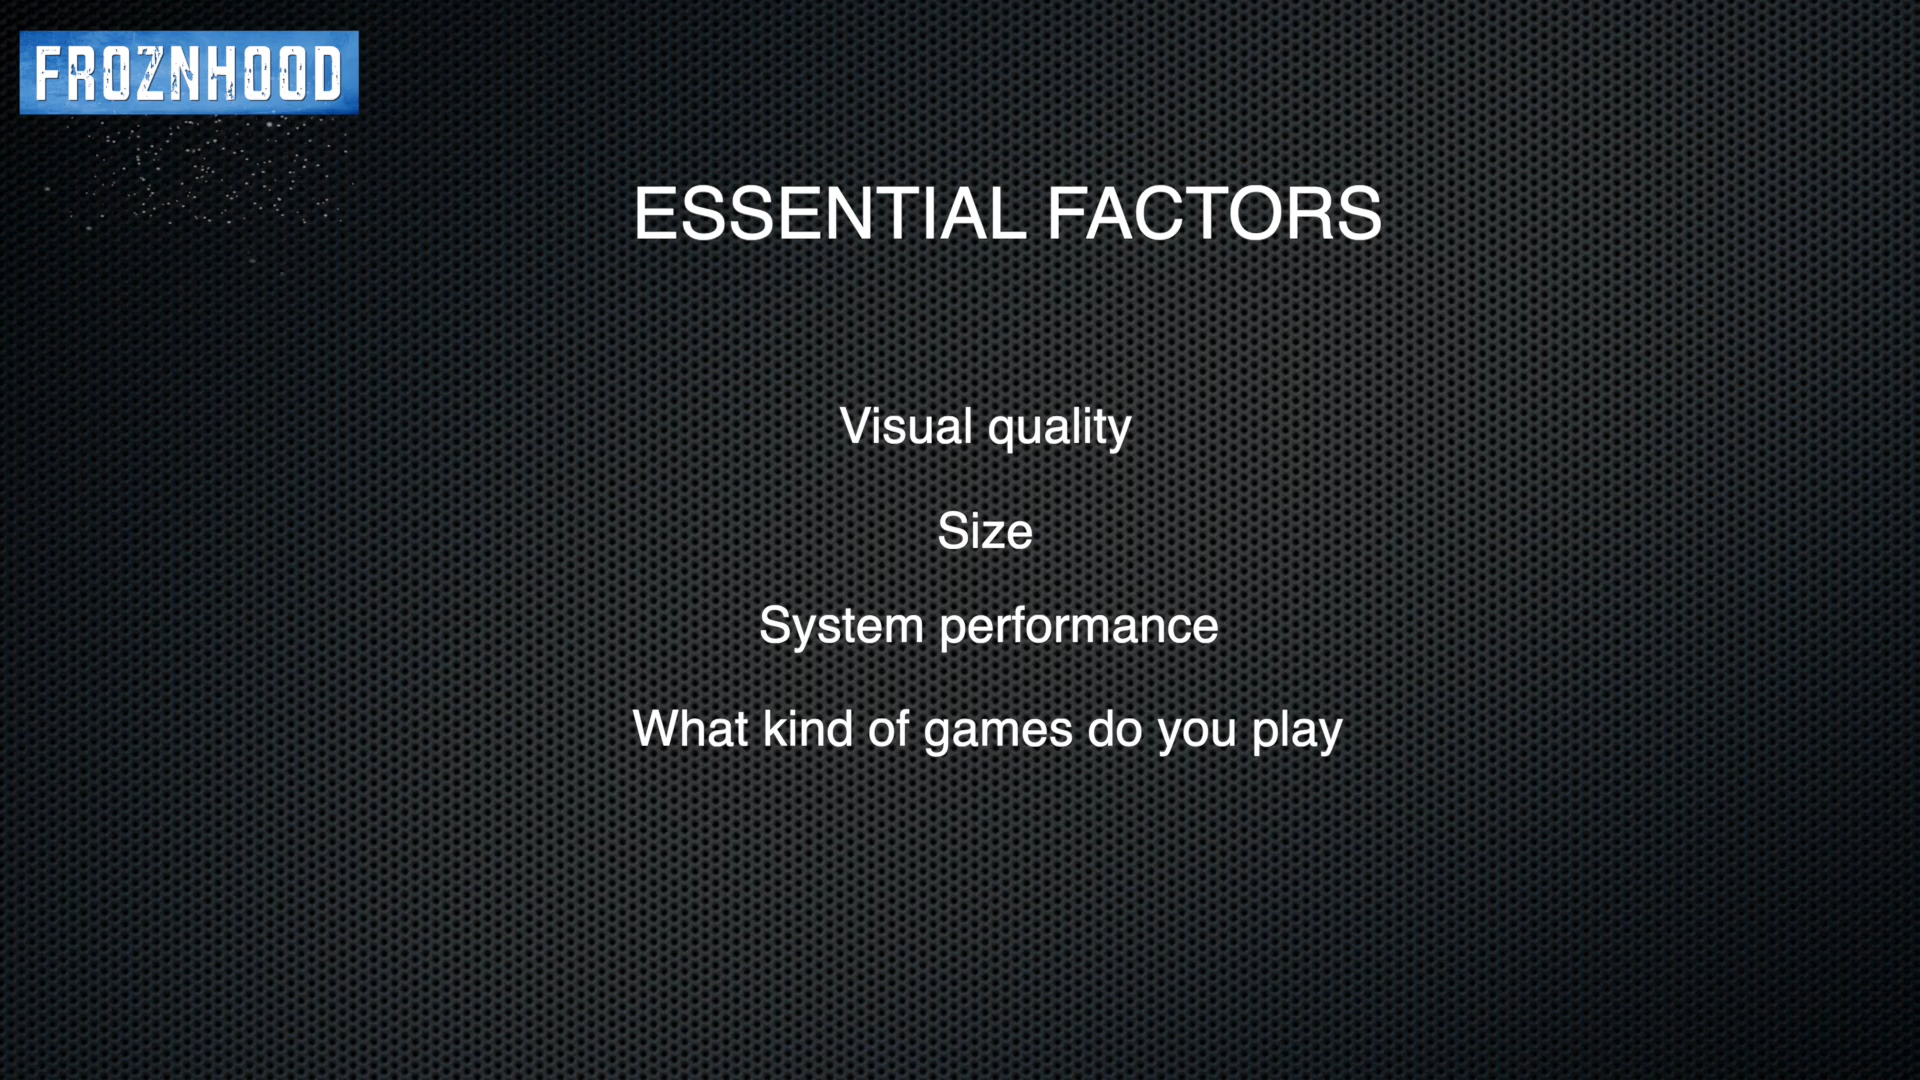 FROZNHOOD
ESSENTIAL FACTORS
Visual quality
Size
System performance
What kind of games do you play